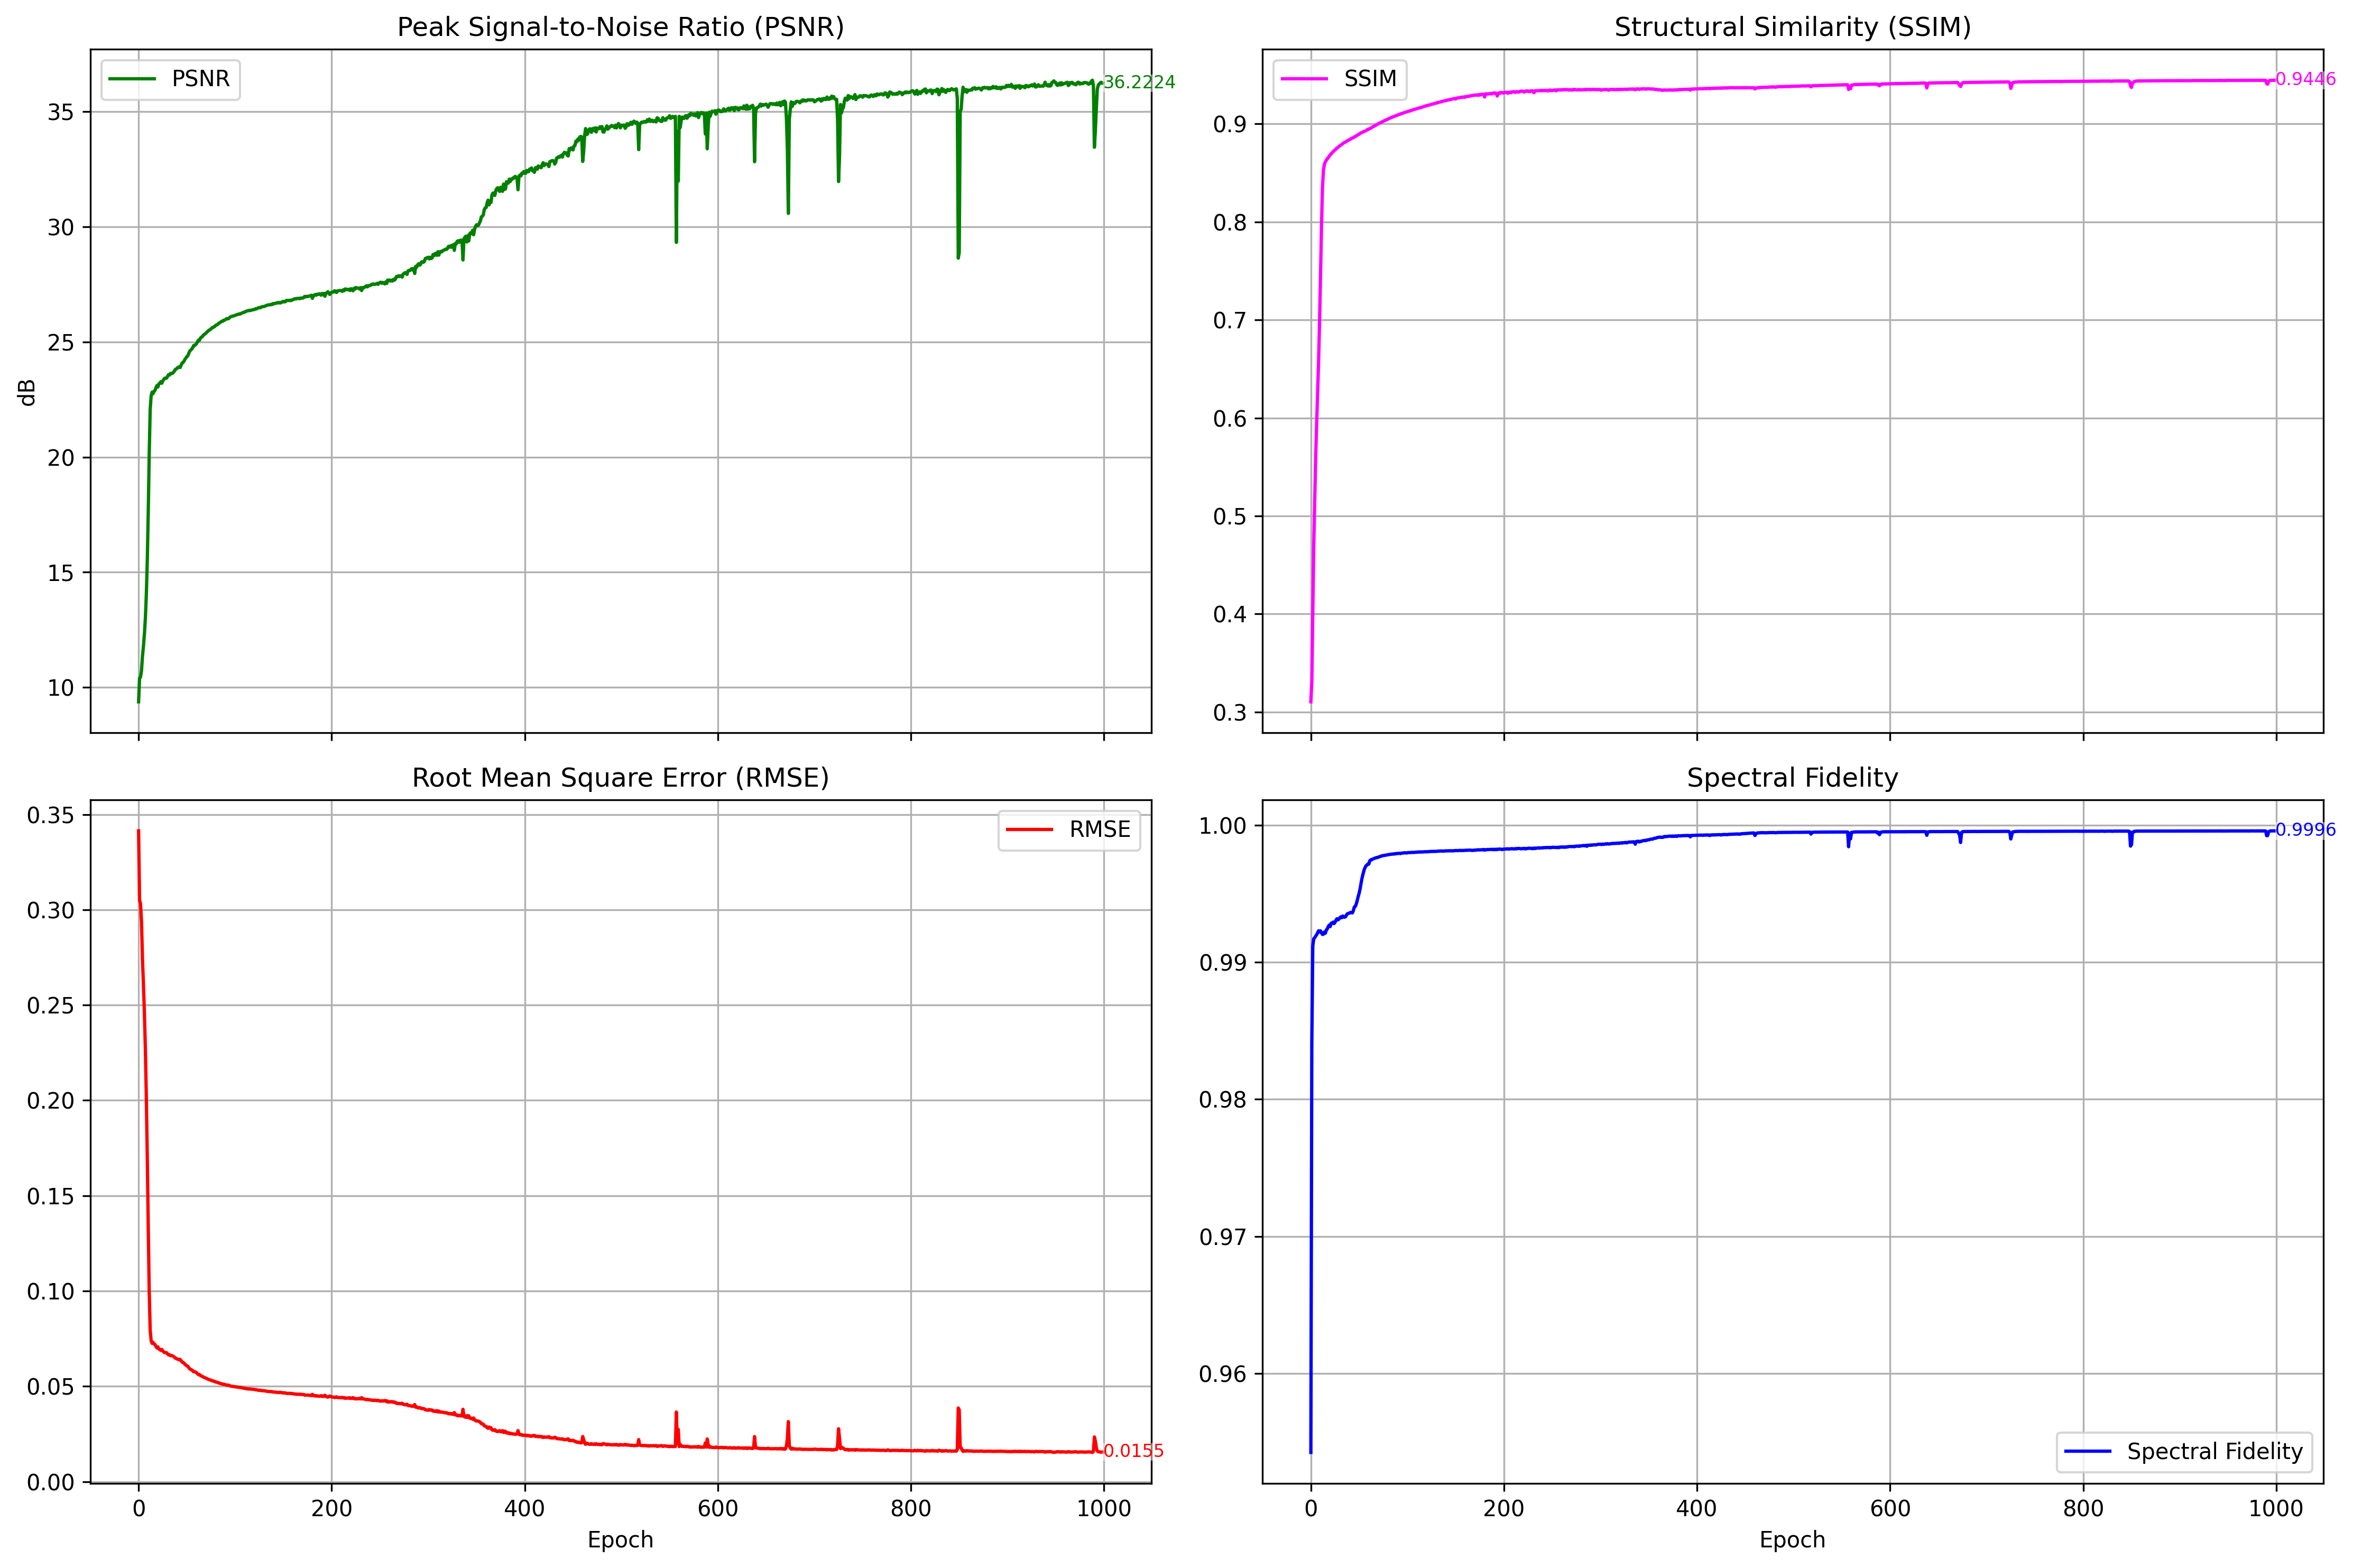 Peak Signal-to-Noise Ratio (PSNR)
PSNR
36.2224
35
30
25
20
15
10
dB
Structural Similarity (SSIM)
SSIM
0.9446
0.9
0.8
0.7
0.6
0.5
0.4
0.3
Root Mean Square Error (RMSE)
RMSE
0.35
0.30
0.25
0.20
0.15
0.10
0.05
0.00
0.0155
0 200 400 600 800 1000
Epoch
Spectral Fidelity
1.00
0.9996
0.99
0.98
0.97
0.96
Spectral Fidelity
0 200 400 600 800 1000
Epoch